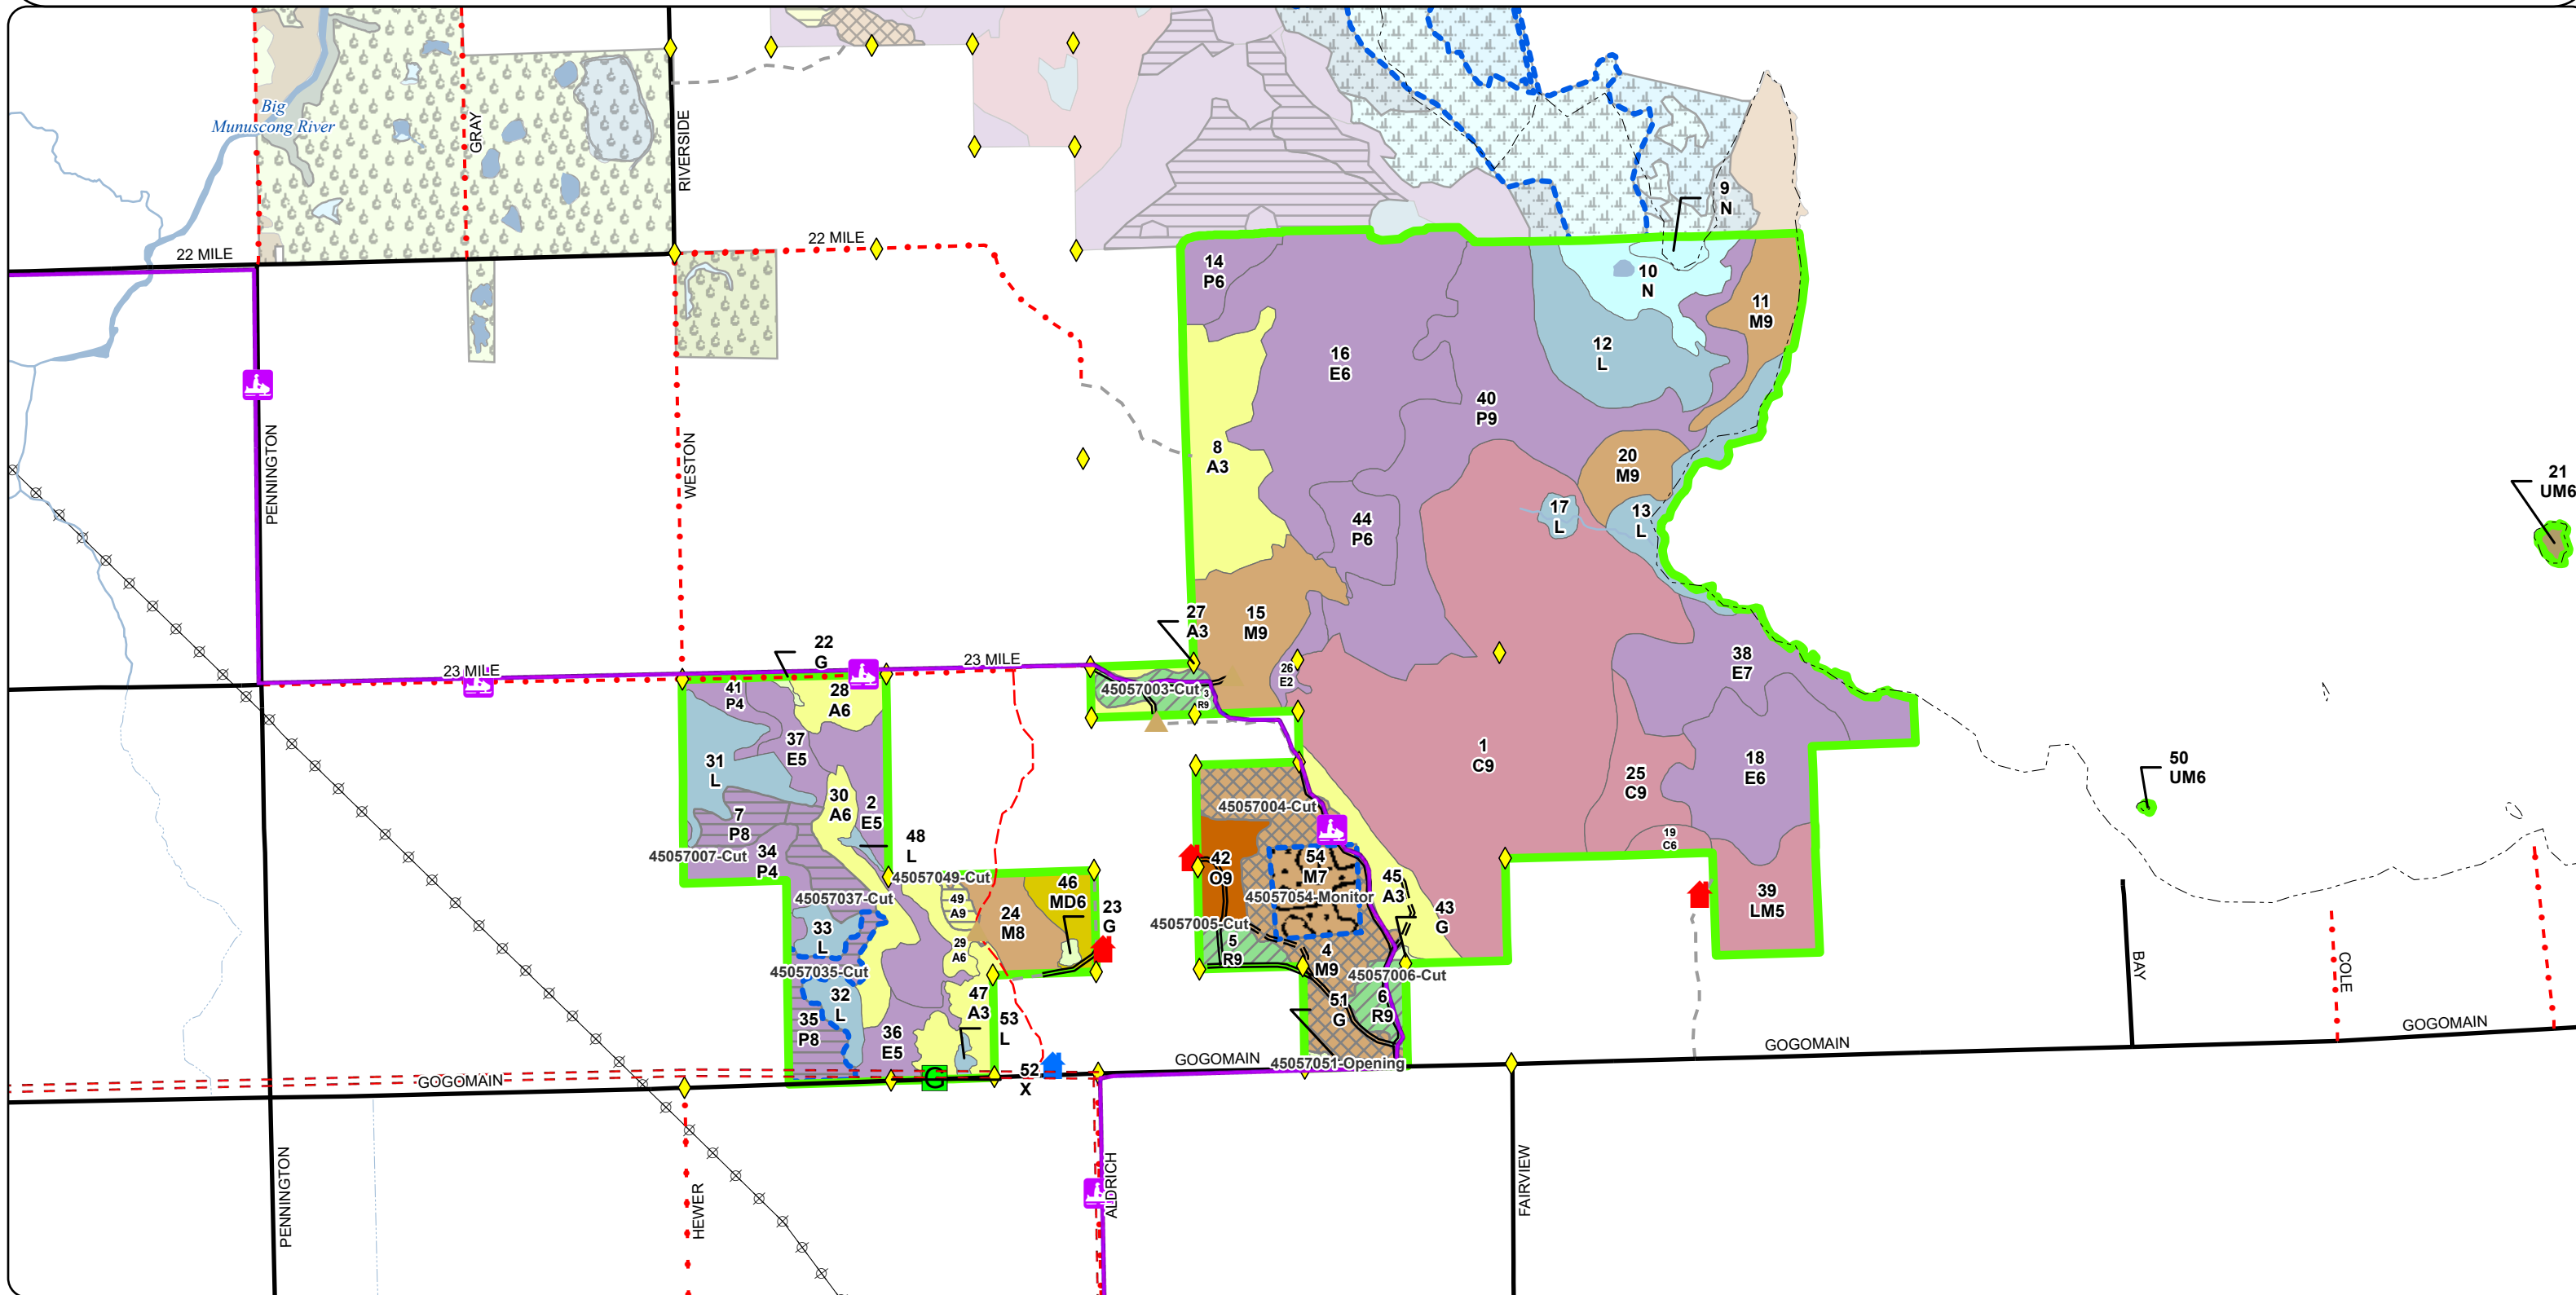 Big
Munuscong River
GRAY
RIVERSIDE
9
N
22 MILE
22 MILE
14
P6
10
N
11
M9
16
E6
12
L
40
P9
8
A3
20
M9
PENNINGTON
WESTON
21
UM6
17
L
13
L
44
P6
27
A3
15
M9
22
G
23 MILE
23 MILE
26
E2
38
E7
45057003-Cut
3
R9
41
P4
28
A6
37
E5
31
L
1
C9
25
C9
18
E6
50
UM6
30
A6
2
E5
7
P8
45057004-Cut
48
L
19
C6
45057007-Cut
34
P4
42
O9
54
M7
45057049-Cut
46
MD6
45
A3
45057037-Cut
49
A9
45057054-Monitor
39
LM5
24
M8
23
G
43
G
45057005-Cut
33
L
5
R9
29
A6
4
M9
45057035-Cut
45057006-Cut
BAY
COLE
32
L
47
A3
51
G
6
R9
35
P8
36
E5
53
L
GOGOMAIN
GOGOMAIN
GOGOMAIN
45057051-Opening
GOGOMAIN
G
52
X
PENNINGTON
HEWER
ALDRICH
FAIRVIEW